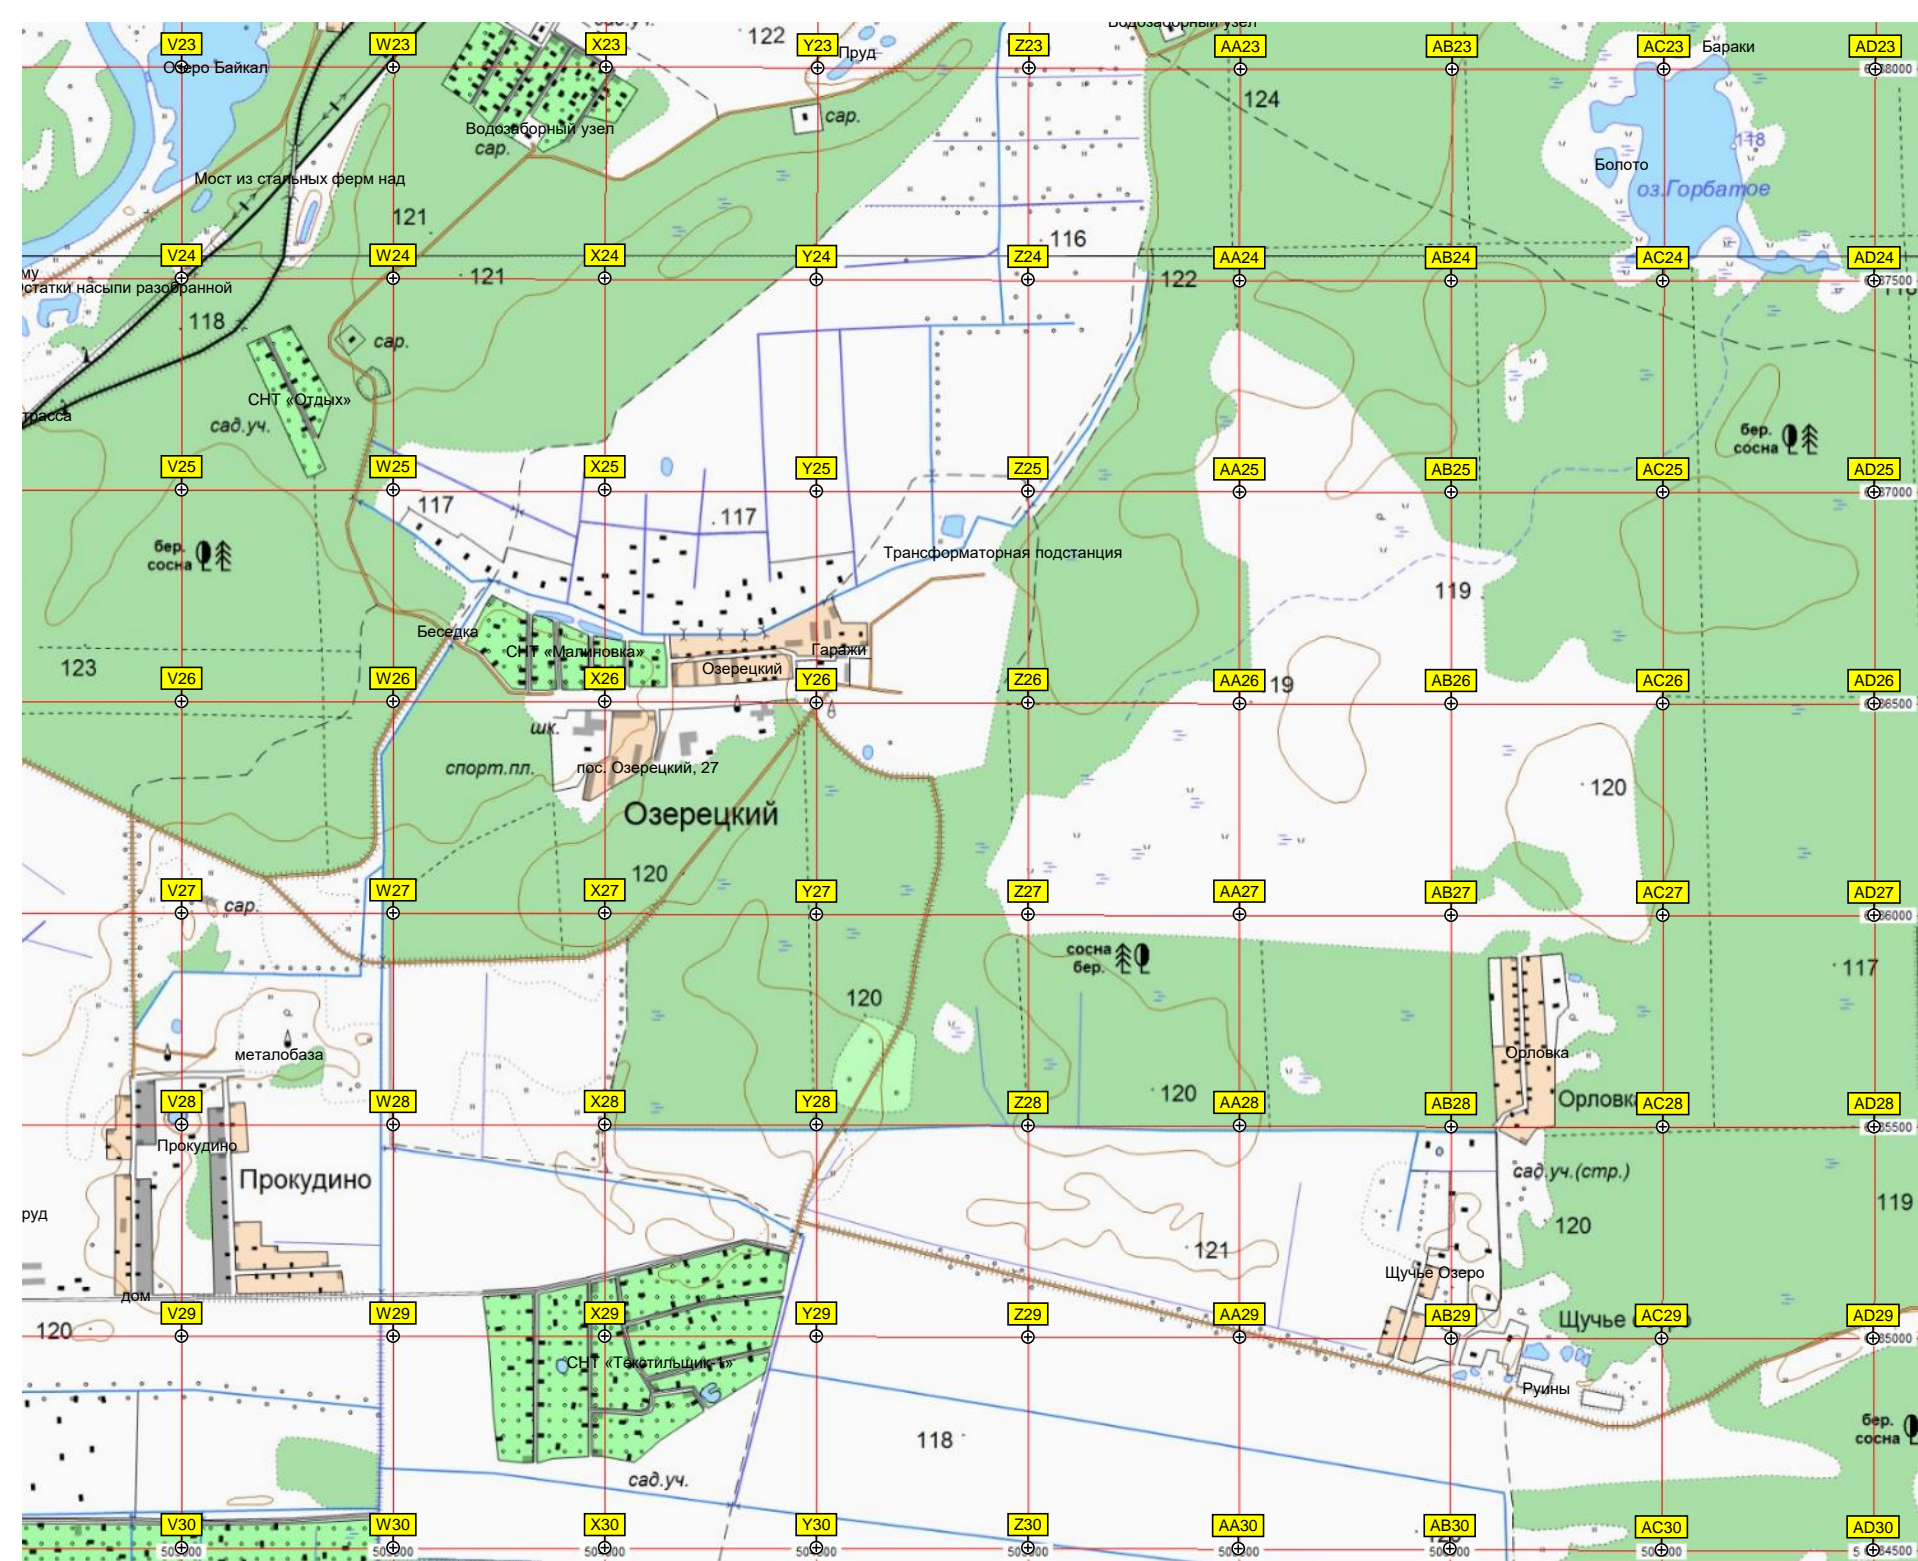 122
Водозаборный узел
V23
W23
X23
Y23
Пруд
Z23
AA23
AB23
AC23
Бараки
AD23
Озеро Байкал
124
сар.
Водозаборный узел
сар.
118
Болото
оз.Горбатое
Мост из стальных ферм над
121
116
V24
W24
X24
Y24
Z24
AA24
AB24
AC24
AD24
121
122
118
сар.
СНТ «Отдых»
сад.уч.
бер.
сосна
V25
W25
X25
Y25
Z25
AA25
AB25
AC25
AD25
117
117
бер.
сосна
Трансформаторная подстанция
119
Беседка
СНТ «Малиновка»
Гаражи
Озерецкий
123
V26
W26
X26
Y26
Z26
AA26
AB26
AC26
AD26
шк.
спорт.пл.
пос. Озерецкий, 27
120
Озерецкий
120
V27
W27
X27
Y27
Z27
AA27
AB27
AC27
AD27
сар.
сосна
бер.
117
120
металобаза
Орловка
120
Орловка
V28
W28
X28
Y28
Z28
AA28
AB28
AC28
AD28
Прокудино
Прокудино
сад.уч.(стр.)
119
120
121
Щучье Озеро
дом
V29
W29
X29
Y29
Z29
AA29
AB29
Щучье
AC29
AD29
120
СНТ «Текстильщик-1»
Руины
118
бер.
сосна
сад.уч.
V30
W30
X30
Y30
Z30
AA30
AB30
AC30
AD30